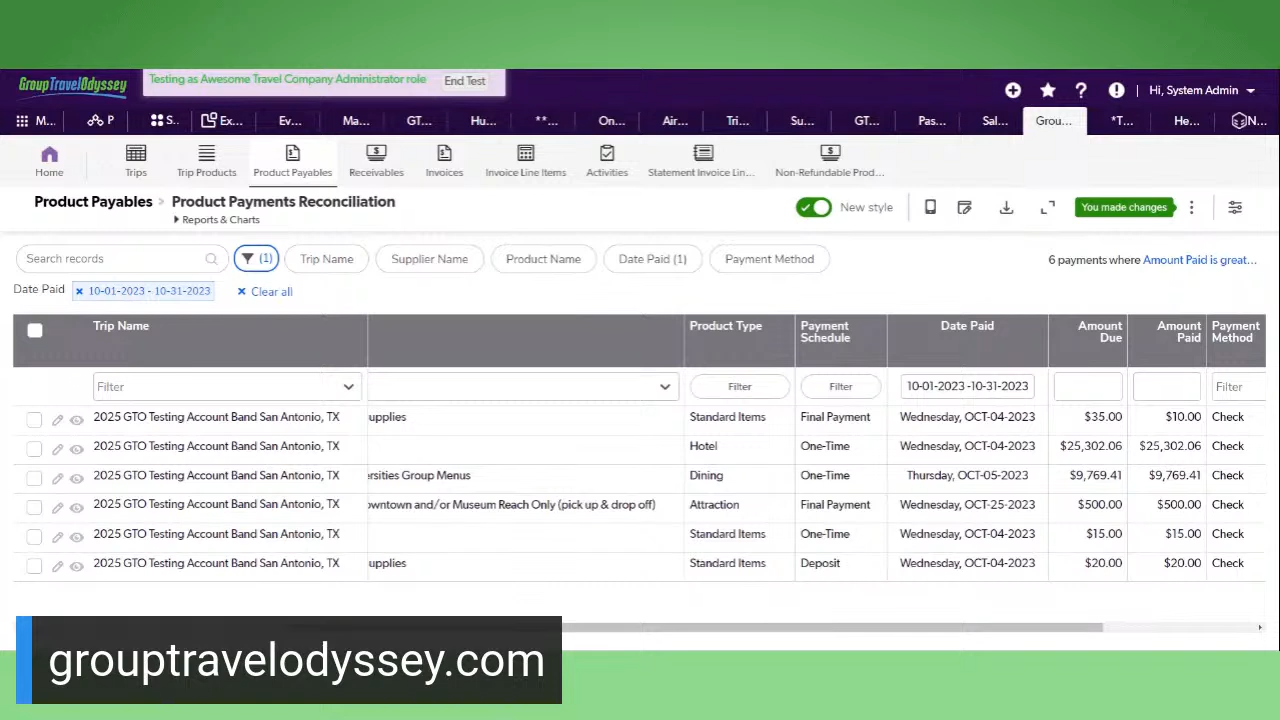 GroupTravelOdyssey
Testing as Awesome Travel Company Administrator role
End Test
Hi, System Admin
M...
P
S..
Ex...
Ev...
Ma...
GT...
Hu...
**...
On...
Air...
Tri...
Su...
GT...
Pas...
Sal...
Grou...
*T...
He...
N...
Home
Trips
Trip Products
Product Payables
Receivables
Invoices
Invoice Line Items
Activities
Statement Invoice Lin...
Non-Refundable Prod...
Product Payables > Product Payments Reconciliation
Reports & Charts
New style
You made changes
Search records
(1)
Trip Name
Supplier Name
Product Name
Date Paid (1)
Payment Method
6 payments where Amount Paid is great...
Date Paid
× 10-01-2023 - 10-31-2023
× Clear all
Trip Name
Product Type
Payment Schedule
Date Paid
Amount Due
Amount Paid
Payment Method
Filter
Filter
Filter
10-01-2023 -10-31-2023
Filter
2025 GTO Testing Account Band San Antonio, TX upplies Standard Items Final Payment Wednesday, OCT-04-2023 $35.00 $10.00 Check
2025 GTO Testing Account Band San Antonio, TX Hotel One-Time Wednesday, OCT-04-2023 $25,302.06 $25,302.06 Check
2025 GTO Testing Account Band San Antonio, TX ersities Group Menus Dining One-Time Thursday, OCT-05-2023 $9,769.41 $9,769.41 Check
2025 GTO Testing Account Band San Antonio, TX owntown and/or Museum Reach Only (pick up & drop off) Attraction Final Payment Wednesday, OCT-25-2023 $500.00 $500.00 Check
2025 GTO Testing Account Band San Antonio, TX Standard Items One-Time Wednesday, OCT-04-2023 $15.00 $15.00 Check
2025 GTO Testing Account Band San Antonio, TX upplies Standard Items Deposit Wednesday, OCT-04-2023 $20.00 $20.00 Check
grouptravelodyssey.com